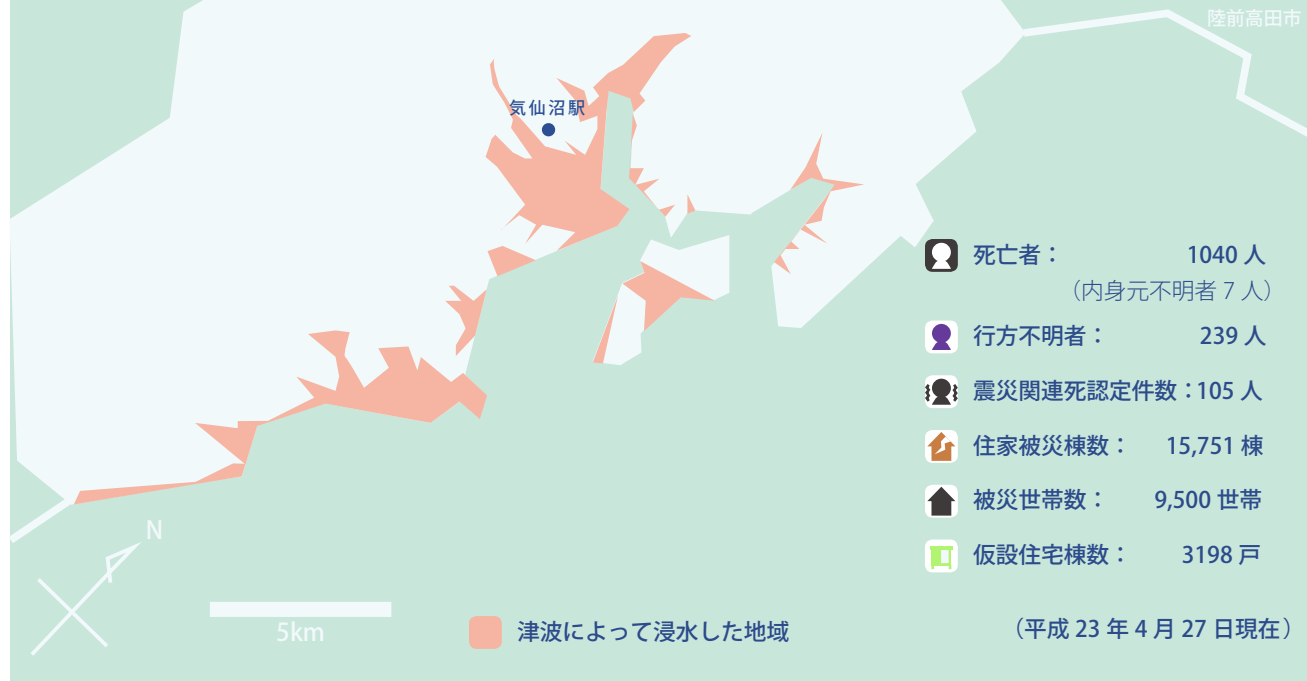 陸前高田市
気仙沼駅
死亡者： 1040 人
（内身元不明者 7 人）
行方不明者： 239 人
震災関連死認定件数：105 人
住家被災棟数： 15,751 棟
被災世帯数： 9,500 世帯
仮設住宅棟数： 3198 戸
N
5km
津波によって浸水した地域
（平成 23 年 4 月 27 日現在）